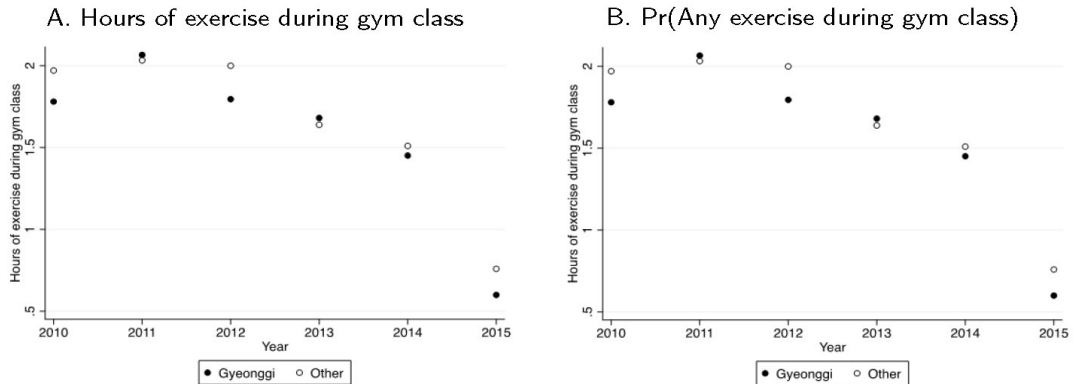 A. Hours of exercise during gym class
Hours of exercise during gym class
2
1.5
1
.5
2010 2011 2012 2013 2014 2015
Year
Gyeonggi Other
B. Pr(Any exercise during gym class)
Hours of exercise during gym class
2
1.5
1
.5
2010 2011 2012 2013 2014 2015
Year
Gyeonggi Other